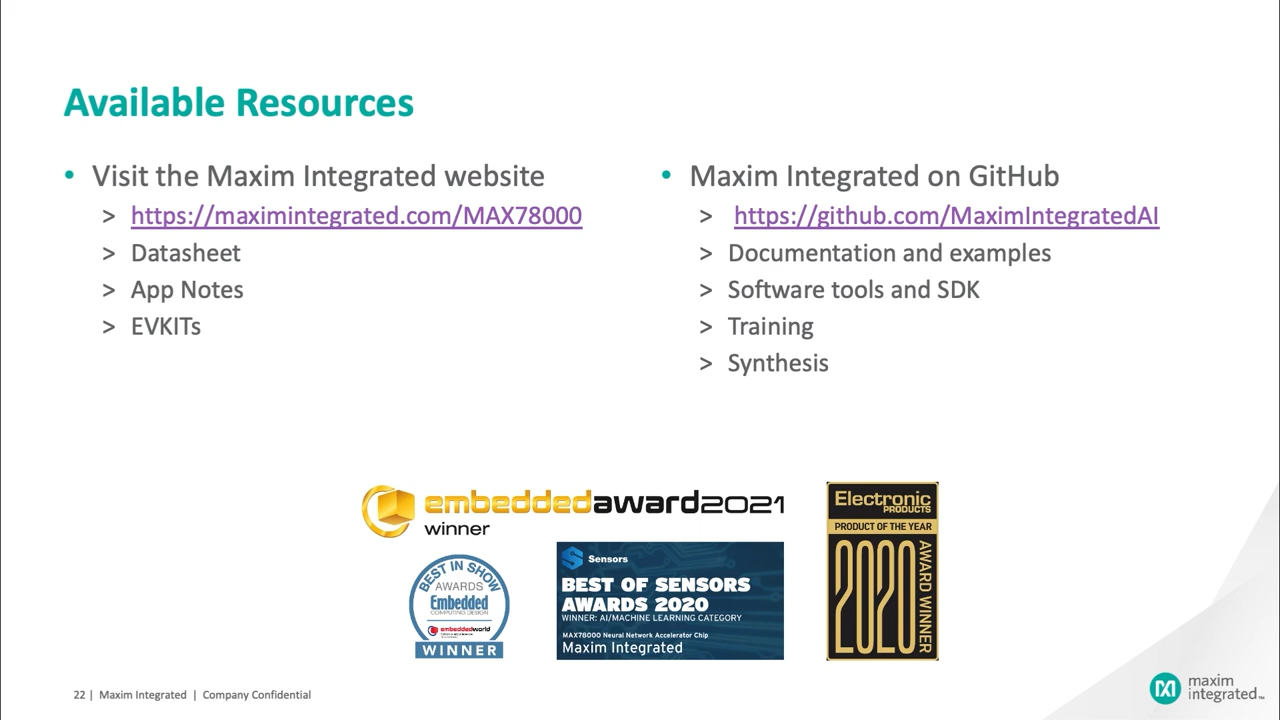 Available Resources
• Visit the Maxim Integrated website
> https://maximintegrated.com/MAX78000
> Datasheet
> App Notes
> EVKITs
• Maxim Integrated on GitHub
> https://github.com/MaximIntegratedAI
> Documentation and examples
> Software tools and SDK
> Training
> Synthesis
embeddedaward2021
winner
BEST IN SHOW
AWARDS
Embedded
COMPUTING DESIGN
embeddedworld
WINNER
Sensors
BEST OF SENSORS
AWARDS 2020
WINNER: AI/MACHINE LEARNING CATEGORY
MAX78000 Neural Network Accelerator Chip
Maxim Integrated
Electronic
PRODUCTS
PRODUCT OF THE YEAR
2020
AWARD WINNER
22 | Maxim Integrated | Company Confidential
maxim
integrated™